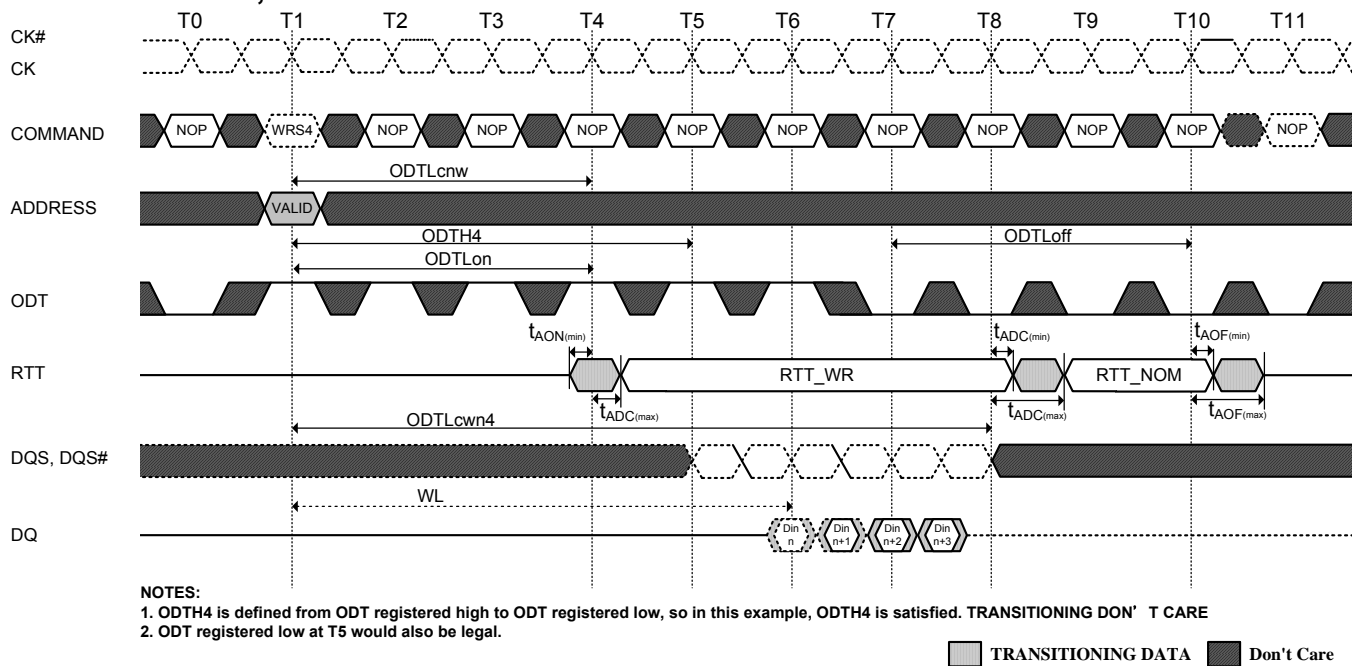 T0 T1 T2 T3 T4 T5 T6 T7 T8 T9 T10 T11
CK#
CK
COMMAND NOP WRS4 NOP NOP NOP NOP NOP NOP NOP NOP NOP NOP
ODTLcnw
ADDRESS VALID
ODTH4 ODTLoff
ODTLon
ODT
tAON(min) tADC(min) tAOF(min)
RTT RTT_WR RTT_NOM
tADC(max) tADC(max) tAOF(max)
ODTLcwn4
DQS, DQS#
WL
DQ Din n Din n+1 Din n+2 Din n+3
NOTES:
1. ODTH4 is defined from ODT registered high to ODT registered low, so in this example, ODTH4 is satisfied. TRANSITIONING DON' T CARE
2. ODT registered low at T5 would also be legal.
TRANSITIONING DATA Don't Care